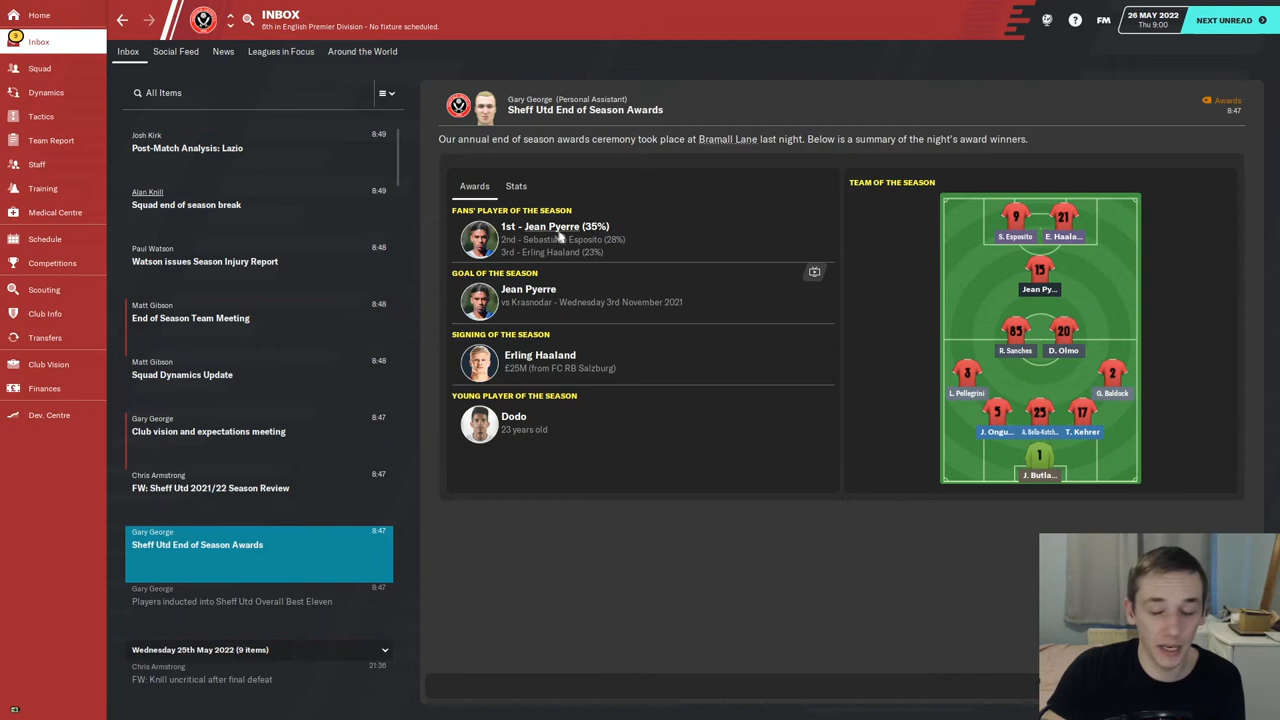 Home
9
Inbox
Squad
Dynamics
Tactics
Team Report
Staff
Training
Medical Centre
Schedule
Competitions
Scouting
Club Info
Transfers
Club Vision
Finances
Dev. Centre
INBOX
6th in English Premier Division - No fixture scheduled.
FM
26 MAY 2022
Thu 9:00
NEXT UNREAD
Inbox
Social Feed
News
Leagues in Focus
Around the World
All Items
Josh Kirk 8:49
Post-Match Analysis: Lazio
Alan Knill 8:49
Squad end of season break
Paul Watson 8:48
Watson issues Season Injury Report
Matt Gibson 8:48
End of Season Team Meeting
Matt Gibson 8:48
Squad Dynamics Update
Gary George 8:47
Club vision and expectations meeting
Chris Armstrong 8:47
FW: Sheff Utd 2021/22 Season Review
Gary George 8:47
Sheff Utd End of Season Awards
Gary George 8:47
Players inducted into Sheff Utd Overall Best Eleven
Wednesday 25th May 2022 (9 items)
Chris Armstrong 21:36
FW: Knill uncritical after final defeat
Gary George (Personal Assistant)
Sheff Utd End of Season Awards
Awards
8:47
Our annual end of season awards ceremony took place at Bramall Lane last night. Below is a summary of the night's award winners.
Awards Stats
FANS' PLAYER OF THE SEASON
1st - Jean Pyerre (35%)
2nd - Sebastiano Esposito (28%)
3rd - Erling Haaland (23%)
GOAL OF THE SEASON
Jean Pyerre
vs Krasnodar - Wednesday 3rd November 2021
SIGNING OF THE SEASON
Erling Haaland
£25M (from FC RB Salzburg)
YOUNG PLAYER OF THE SEASON
Dodo
23 years old
TEAM OF THE SEASON
9 21
S. Esposito E. Haala...
15
Jean Py...
85 20
R. Sanches D. Olmo
3 2
L. Pellegrini G. Baldock
5 25 17
J. Ongu... A. Bella-Kotch... T. Kehrer
1
J. Butla...